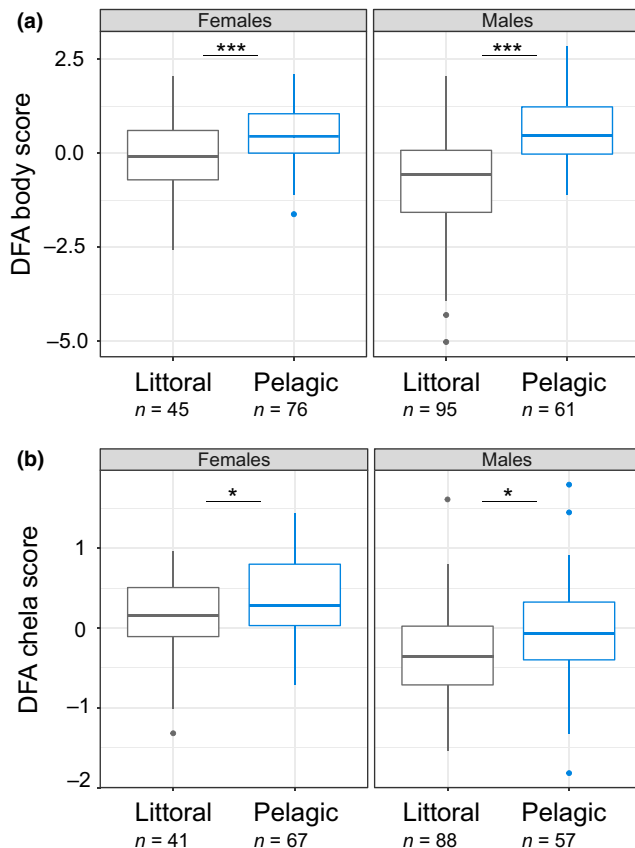 (a)
Females Males
*** ***
DFA body score
2.5
0.0
−2.5
−5.0
Littoral Pelagic Littoral Pelagic
n = 45 n = 76 n = 95 n = 61
(b)
Females Males
* *
DFA chela score
1
0
−1
−2
Littoral Pelagic Littoral Pelagic
n = 41 n = 67 n = 88 n = 57